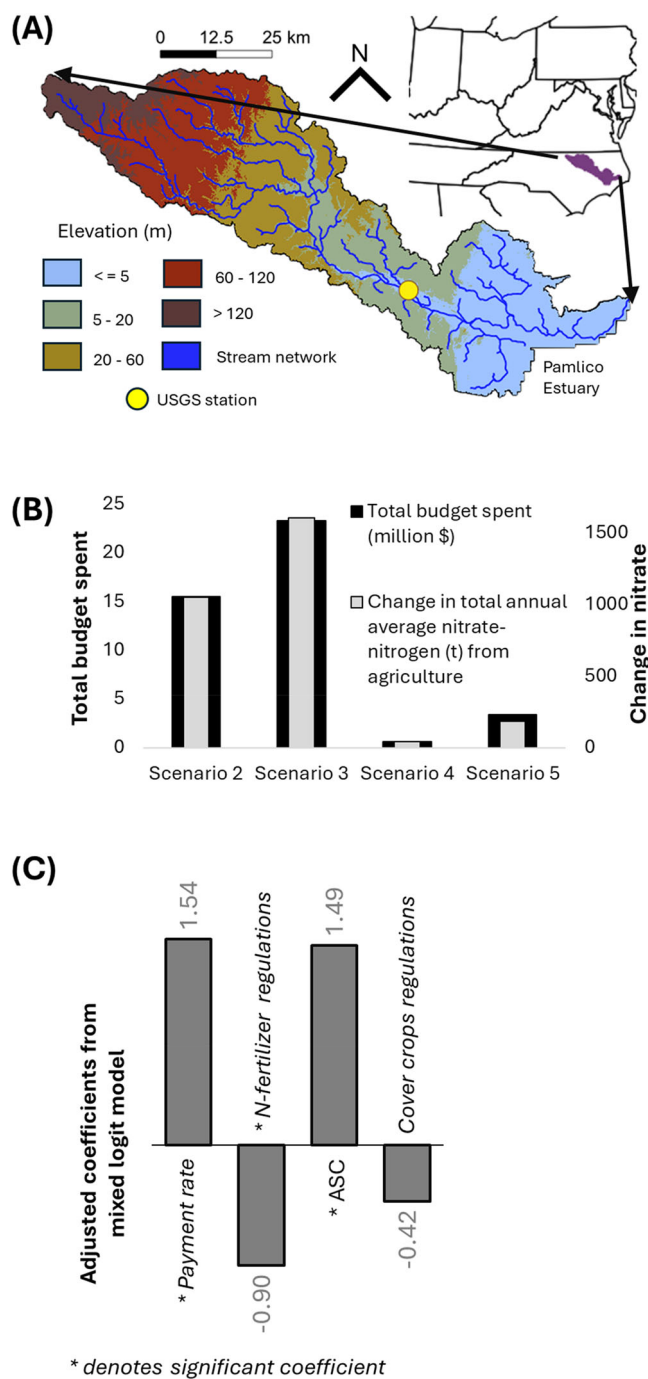 (A)
0 12.5 25 km
N
Elevation (m)
< = 5
60 - 120
5 - 20
> 120
20 - 60
Stream network
USGS station
Pamlico
Estuary
(B)
Total budget spent
25
20
15
10
5
0
Total budget spent
(million $)
Change in total annual
average nitrate-
nitrogen (t) from
agriculture
1500
1000
500
0
Change in nitrate
Scenario 2 Scenario 3 Scenario 4 Scenario 5
(C)
Adjusted coefficients from
mixed logit model
1.54
* N-fertilizer regulations
1.49
Cover crops regulations
* Payment rate
-0.90
* ASC
-0.42
* denotes significant coefficient